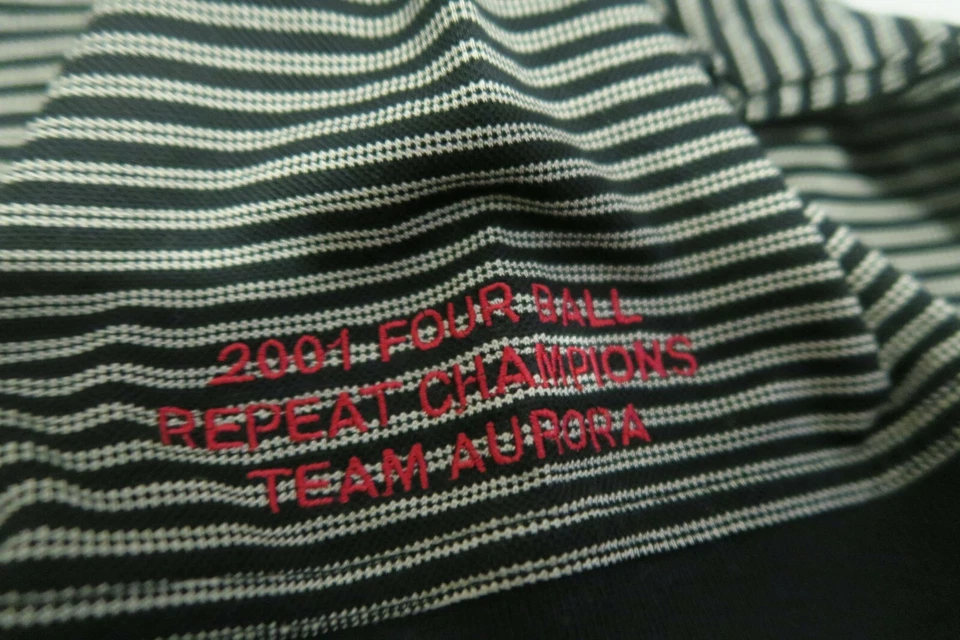 2001 FOUR BALL
REPEAT CHAMPIONS
TEAM AURORA